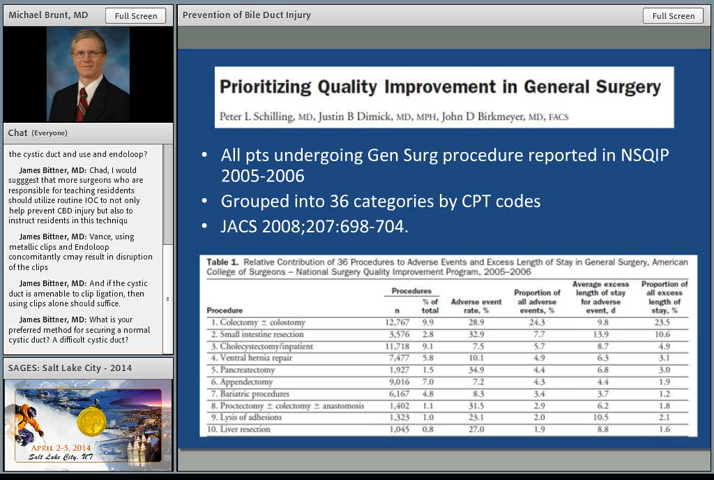 Michael Brunt, MD
Full Screen
Chat (Everyone)
the cystic duct and use and endoloop?
James Bittner, MD: Chad, I would
sugggest that more surgeons who are
responsible for teaching residdents
should utilize routine IOC to not only
help prevent CBD injury but also to
instruct residents in this techniqu
James Bittner, MD: Vance, using
metallic clips and Endoloop
concomitantly cmay result in disruption
of the clips
James Bittner, MD: And if the cystic
duct is amenable to clip ligation, then
using clips alone should suffice.
James Bittner, MD: What is your
preferred method for securing a normal
cystic duct? A difficult cystic duct?
SAGES: Salt Lake City - 2014
APRIL 2-5, 2014
Salt Lake City, UT
Prevention of Bile Duct Injury
Full Screen
Prioritizing Quality Improvement in General Surgery
Peter L Schilling, MD, Justin B Dimick, MD, MPH, John D Birkmeyer, MD, FACS
• All pts undergoing Gen Surg procedure reported in NSQIP
2005-2006
• Grouped into 36 categories by CPT codes
• JACS 2008;207:698-704.
Table 1. Relative Contribution of 36 Procedures to Adverse Events and Excess Length of Stay in General Surgery, American
College of Surgeons – National Surgery Quality Improvement Program, 2005–2006
Procedure | Procedures n | % of total | Adverse event rate, % | Proportion of all adverse events, % | Average excess length of stay for adverse event, d | Proportion of all excess length of stay, %
1. Colectomy ± colostomy 12,767 9.9 28.9 24.3 9.8 23.5
2. Small intestine resection 3,576 2.8 32.9 7.7 13.9 10.6
3. Cholecystectomy/inpatient 11,718 9.1 7.5 5.7 8.7 4.9
4. Ventral hernia repair 7,477 5.8 10.1 4.9 6.3 3.1
5. Pancreatectomy 1,927 1.5 34.9 4.4 6.8 3.0
6. Appendectomy 9,016 7.0 7.2 4.3 4.4 1.9
7. Bariatric procedures 6,167 4.8 8.3 3.4 3.7 1.2
8. Proctectomy ± colectomy ± anastomosis 1,402 1.1 31.5 2.9 6.2 1.8
9. Lysis of adhesions 1,323 1.0 23.1 2.0 10.5 2.1
10. Liver resection 1,045 0.8 27.0 1.9 8.8 1.6